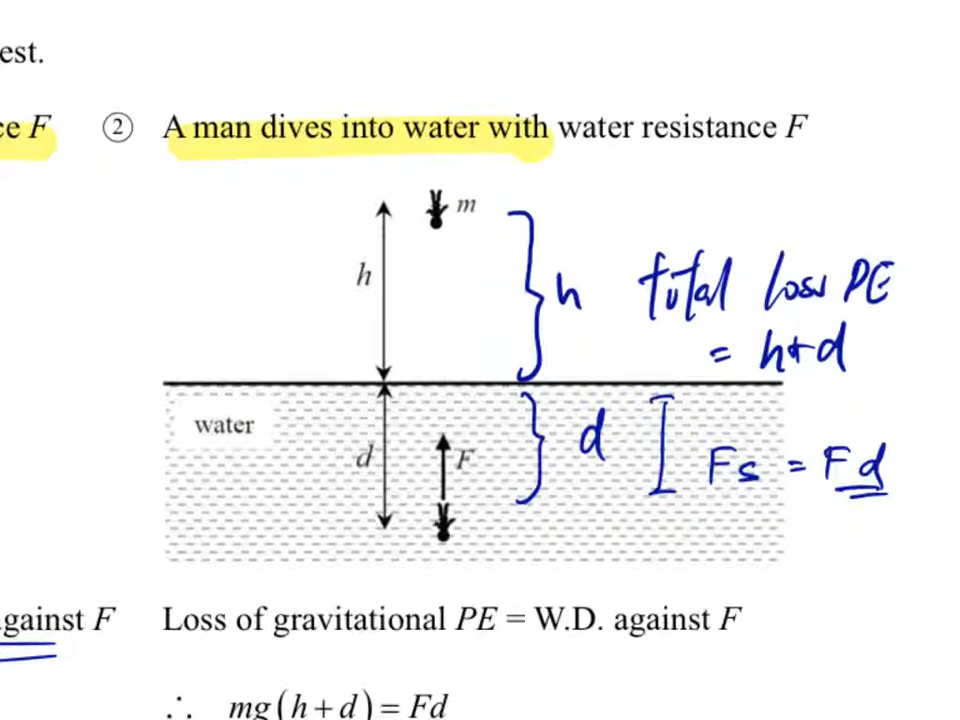 est.
ce F ② A man dives into water with water resistance F
m
h
h total loss PE
= h+d
water
d
F
d
Fs = Fd
against F Loss of gravitational PE = W.D. against F
∴ mg(h+d) = Fd